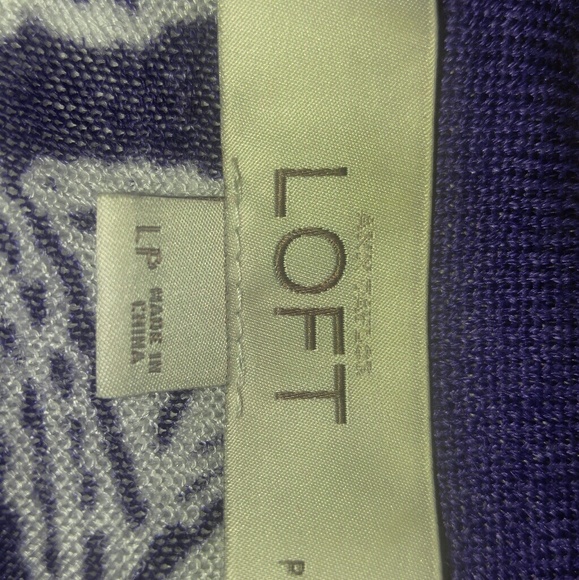 ANN TAYLOR
LOFT
P
LP
MADE IN
CHINA